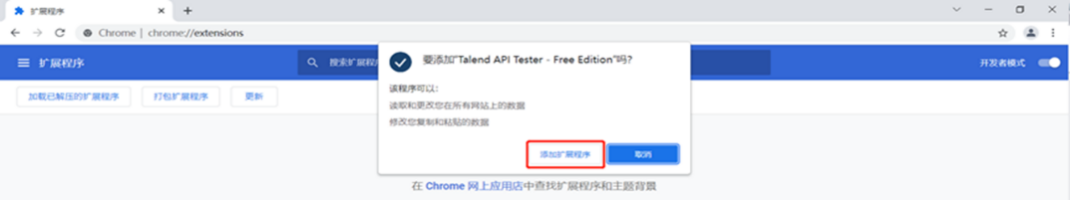 扩展程序
Chrome | chrome://extensions
扩展程序
搜索扩展程
开发者模式
加载已解压的扩展程序
打包扩展程序
更新
要添加"Talend API Tester - Free Edition"吗?
该程序可以:
读取和更改您在所有网站上的数据
修改您复制和粘贴的数据
添加扩展程序
取消
在 Chrome 网上应用店中查找扩展程序和主题背景